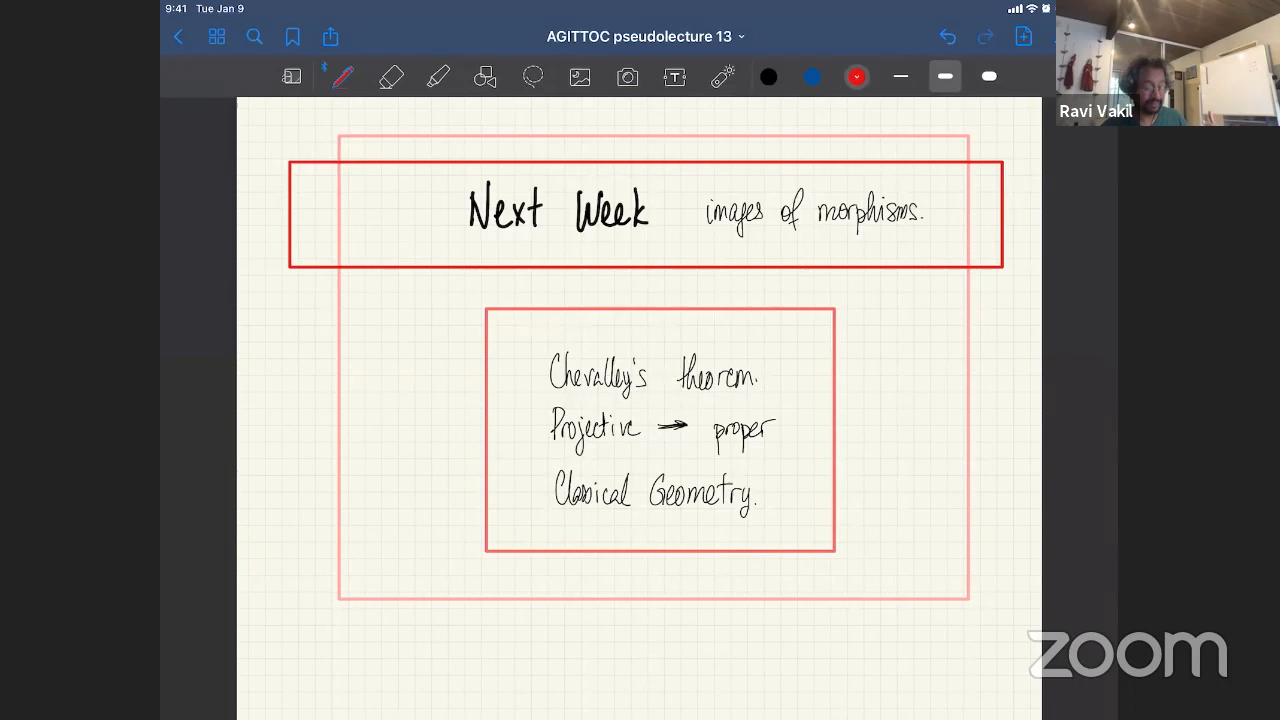 9:41 Tue Jan 9
AGITTOC pseudolecture 13
Ravi Vakil
Next Week images of morphisms.
Chevalley's theorem.
Projective → proper
Classical Geometry.
zoom